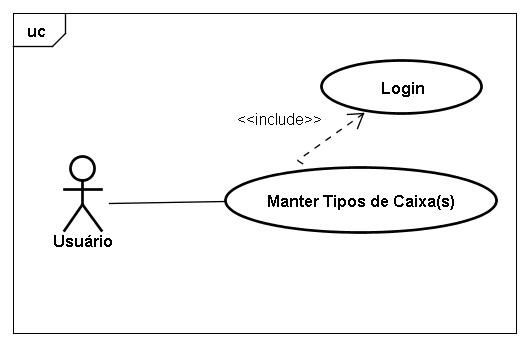 uc
Login
<<include>>
Manter Tipos de Caixa(s)
Usuário